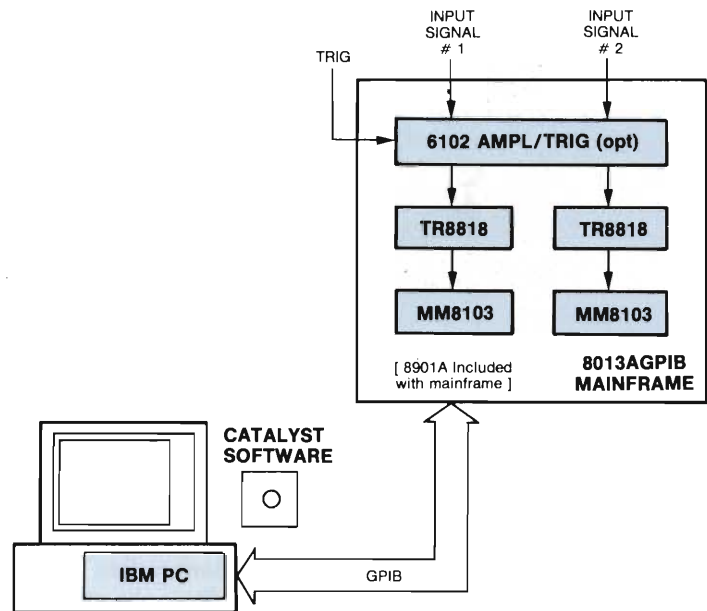 INPUT
SIGNAL
# 1
INPUT
SIGNAL
# 2
TRIG
6102 AMPL/TRIG (opt)
TR8818
TR8818
MM8103
MM8103
[ 8901A Included
with mainframe ]
8013AGPIB
MAINFRAME
CATALYST
SOFTWARE
IBM PC
GPIB